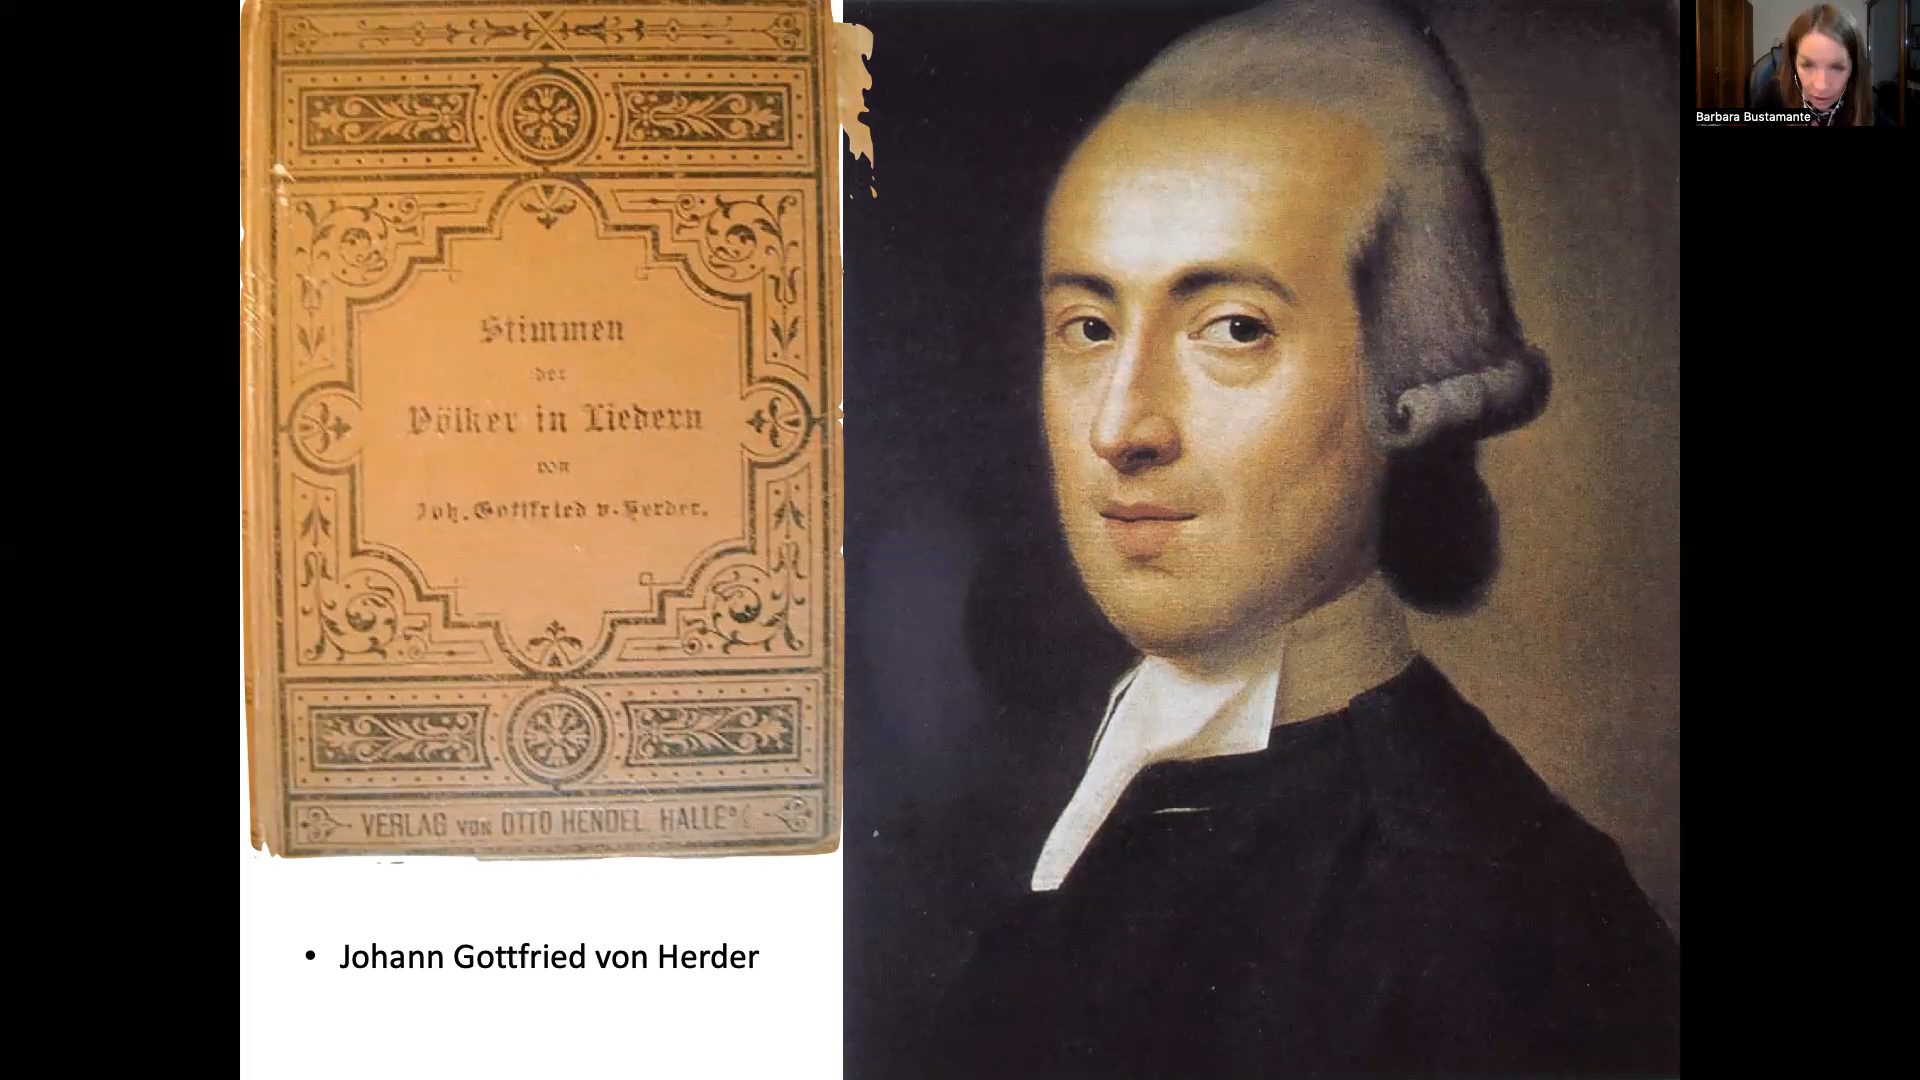 Stimmen
der
Völker in Liedern
von
Joh. Gottfried v. Herder.
VERLAG VON OTTO HENDEL, HALLE a/S
• Johann Gottfried von Herder
Barbara Bustamante